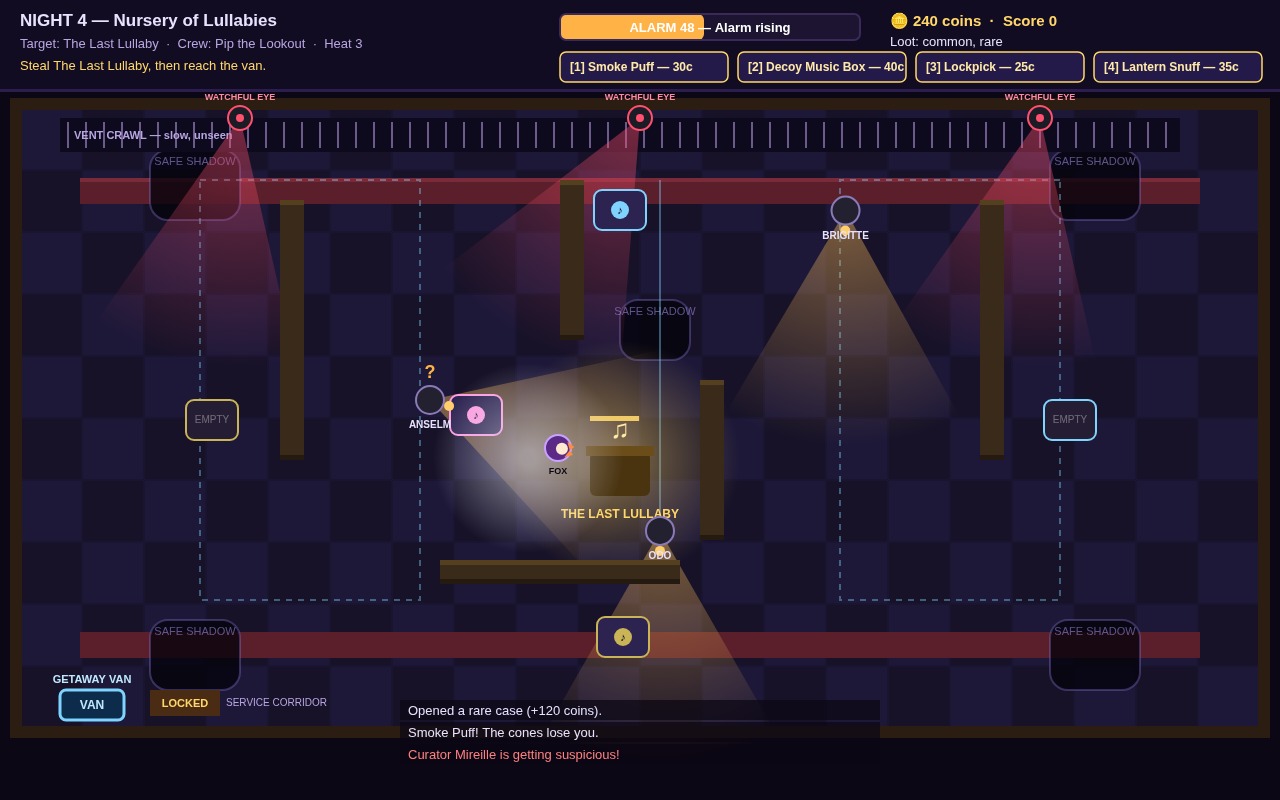 NIGHT 4 — Nursery of Lullabies
Target: The Last Lullaby · Crew: Pip the Lookout · Heat 3
Steal The Last Lullaby, then reach the van.
ALARM 48 — Alarm rising
🪙 240 coins · Score 0
Loot: common, rare
[1] Smoke Puff — 30c
[2] Decoy Music Box — 40c
[3] Lockpick — 25c
[4] Lantern Snuff — 35c
WATCHFUL EYE
WATCHFUL EYE
WATCHFUL EYE
VENT CRAWL — slow, unseen
SAFE SHADOW
SAFE SHADOW
♪
BRIGITTE
SAFE SHADOW
?
ANSELM
♪
EMPTY
EMPTY
♫
FOX
THE LAST LULLABY
ODO
SAFE SHADOW
♪
SAFE SHADOW
GETAWAY VAN
VAN
LOCKED
SERVICE CORRIDOR
Opened a rare case (+120 coins).
Smoke Puff! The cones lose you.
Curator Mireille is getting suspicious!